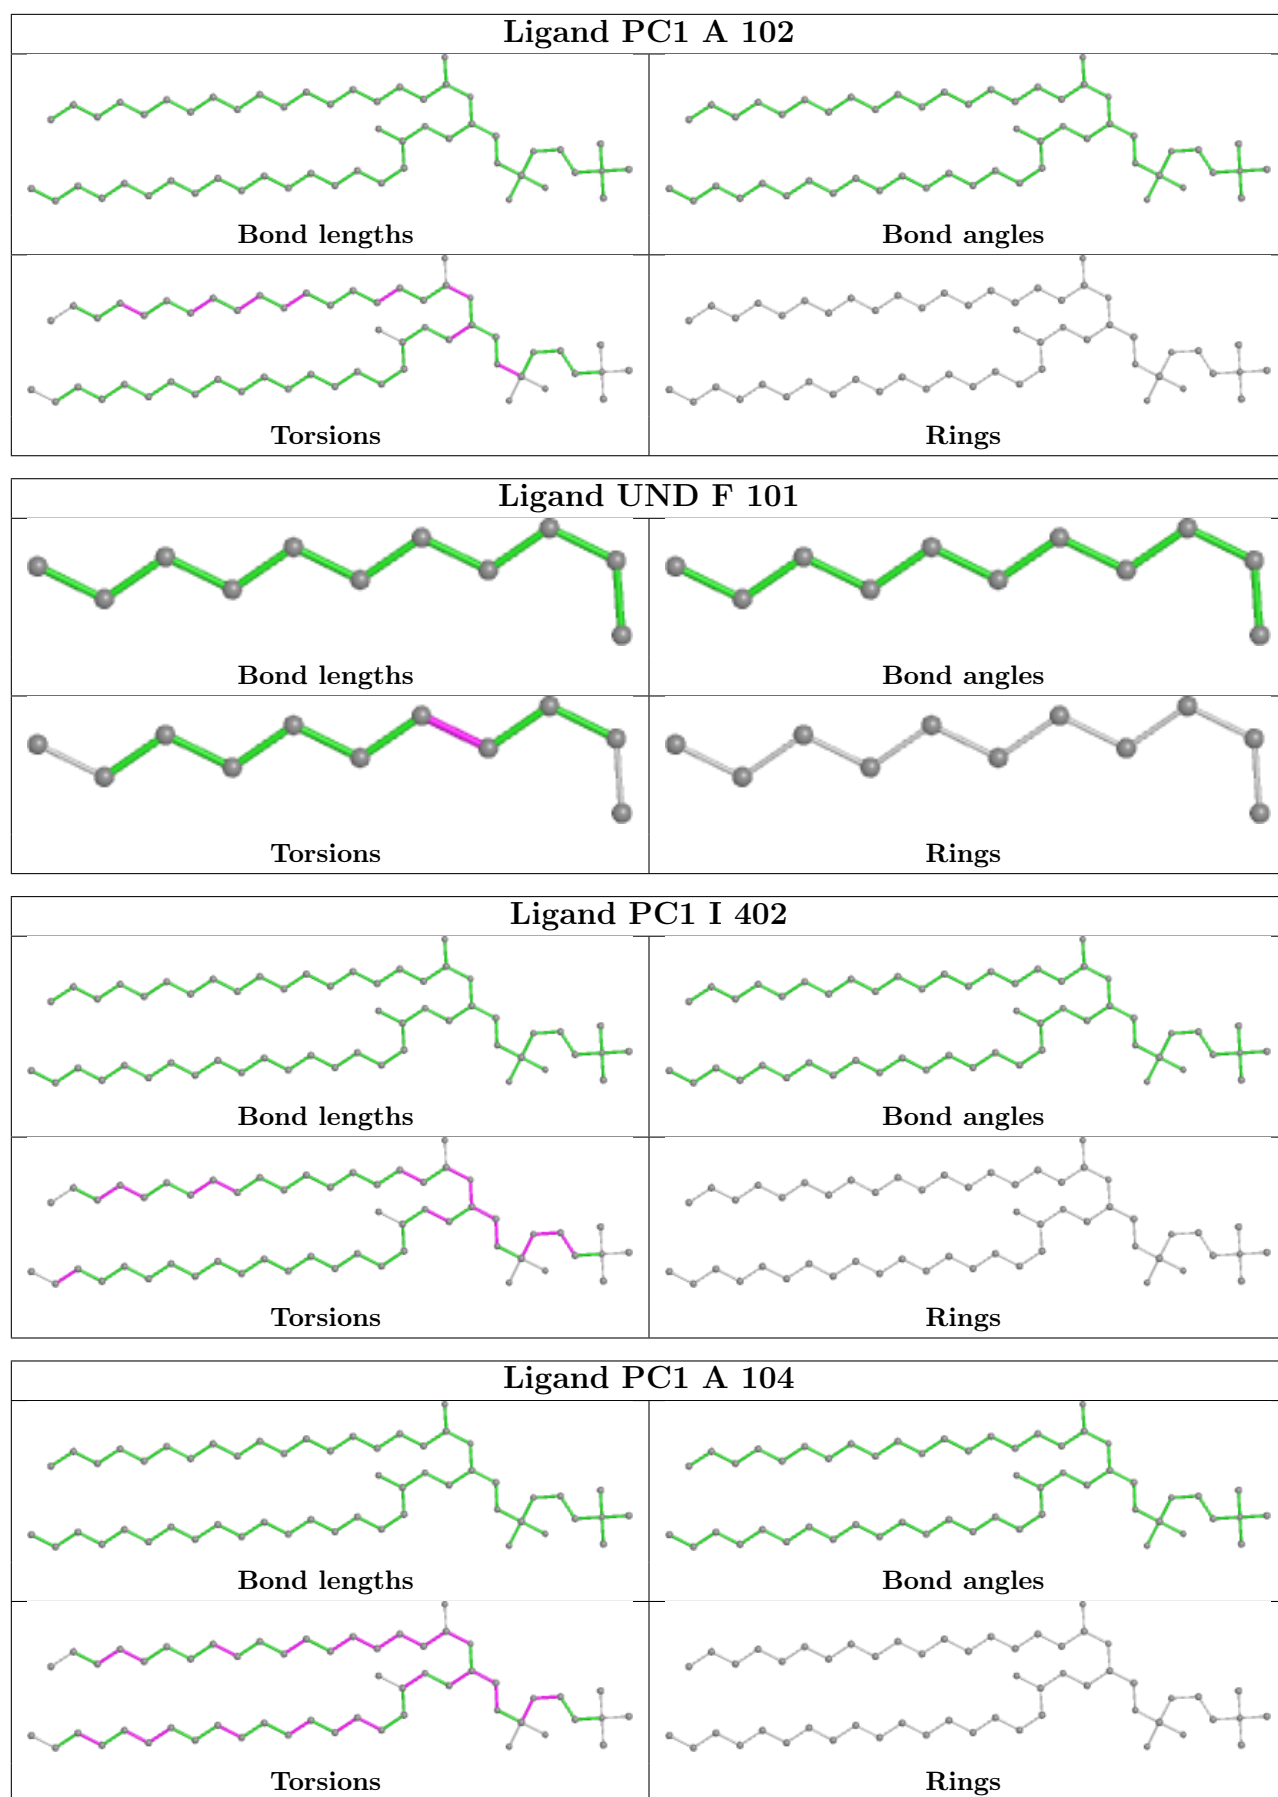 Ligand PC1 A 102
Bond lengths
Bond angles
Torsions
Rings
Ligand UND F 101
Bond lengths
Bond angles
Torsions
Rings
Ligand PC1 I 402
Bond lengths
Bond angles
Torsions
Rings
Ligand PC1 A 104
Bond lengths
Bond angles
Torsions
Rings